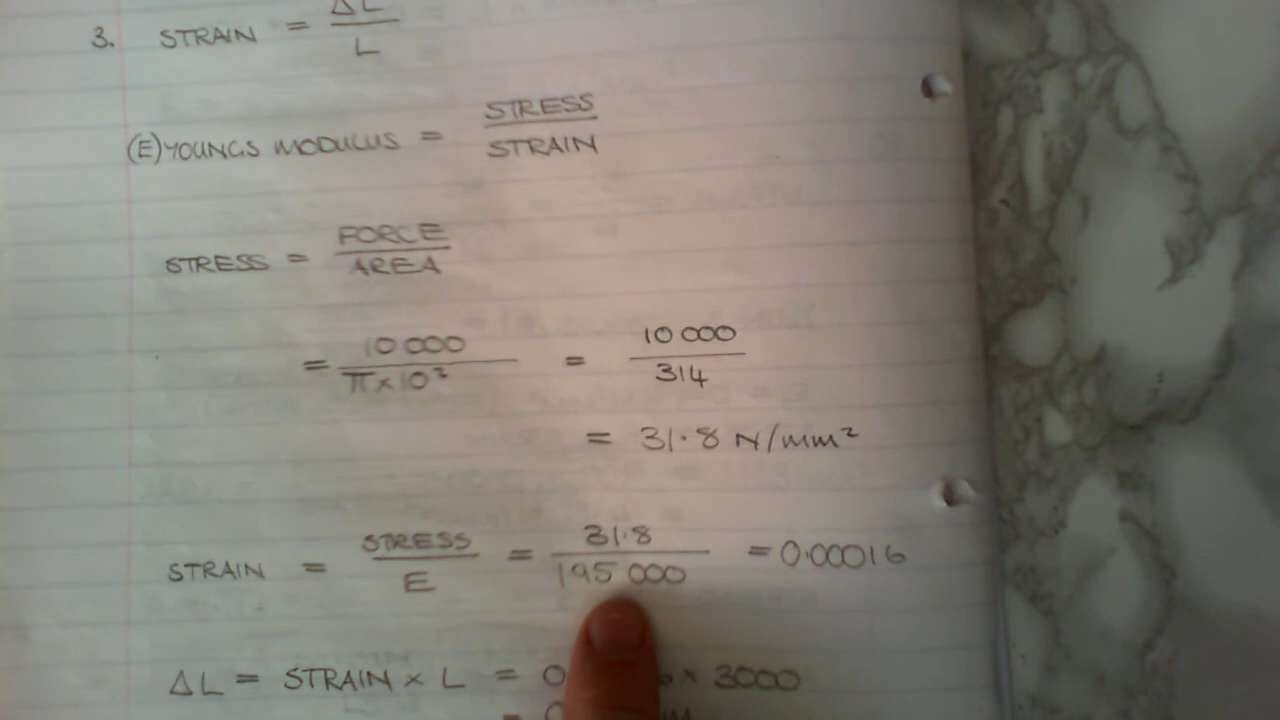 3. STRAIN = ΔL / L
(E) YOUNGS MODULUS = STRESS / STRAIN
STRESS = FORCE / AREA
= 10 000 / π × 10² = 10 000 / 314
= 31.8 N/mm²
STRAIN = STRESS / E = 31.8 / 195 000 = 0.00016
ΔL = STRAIN × L = 0 × 3000
=